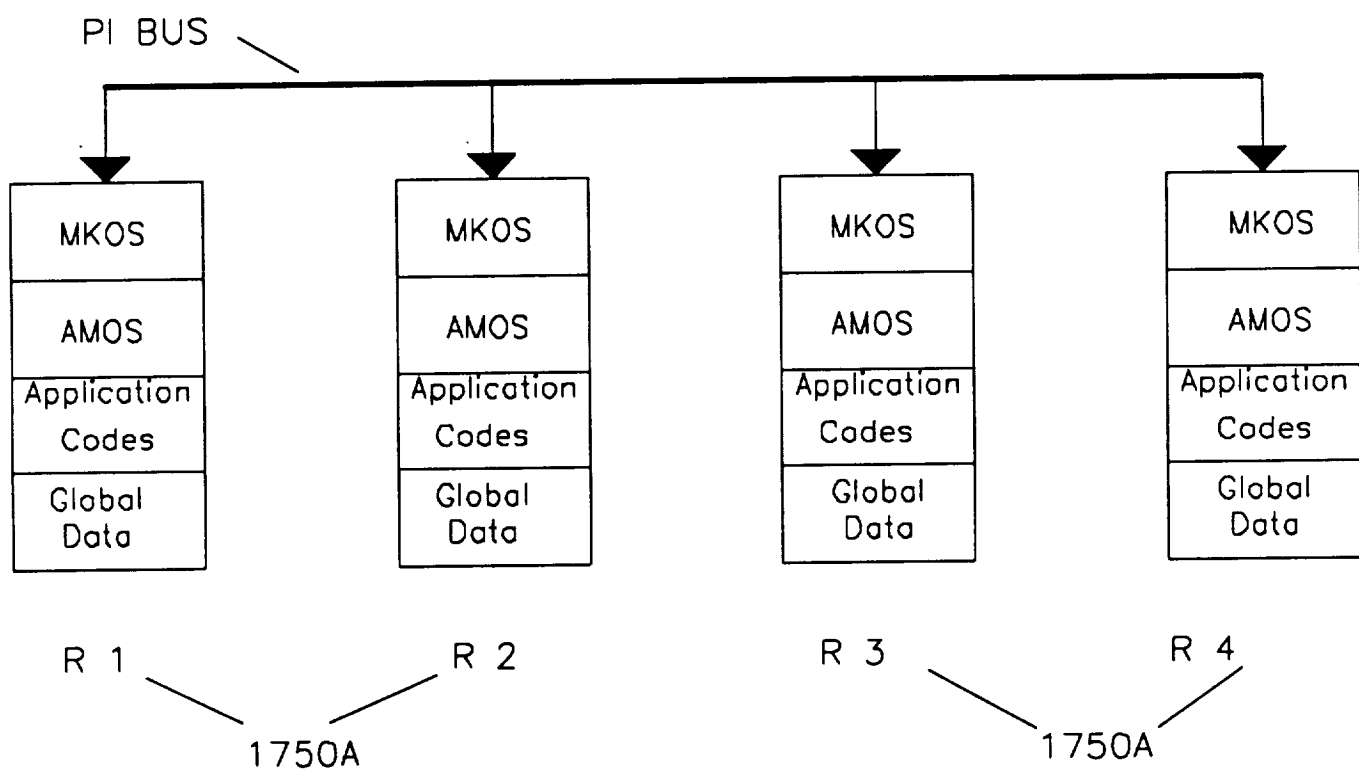 PI BUS
MKOS
MKOS
MKOS
MKOS
AMOS
AMOS
AMOS
AMOS
Application
Codes
Application
Codes
Application
Codes
Application
Codes
Global
Data
Global
Data
Global
Data
Global
Data
R 1
R 2
R 3
R 4
1750A
1750A